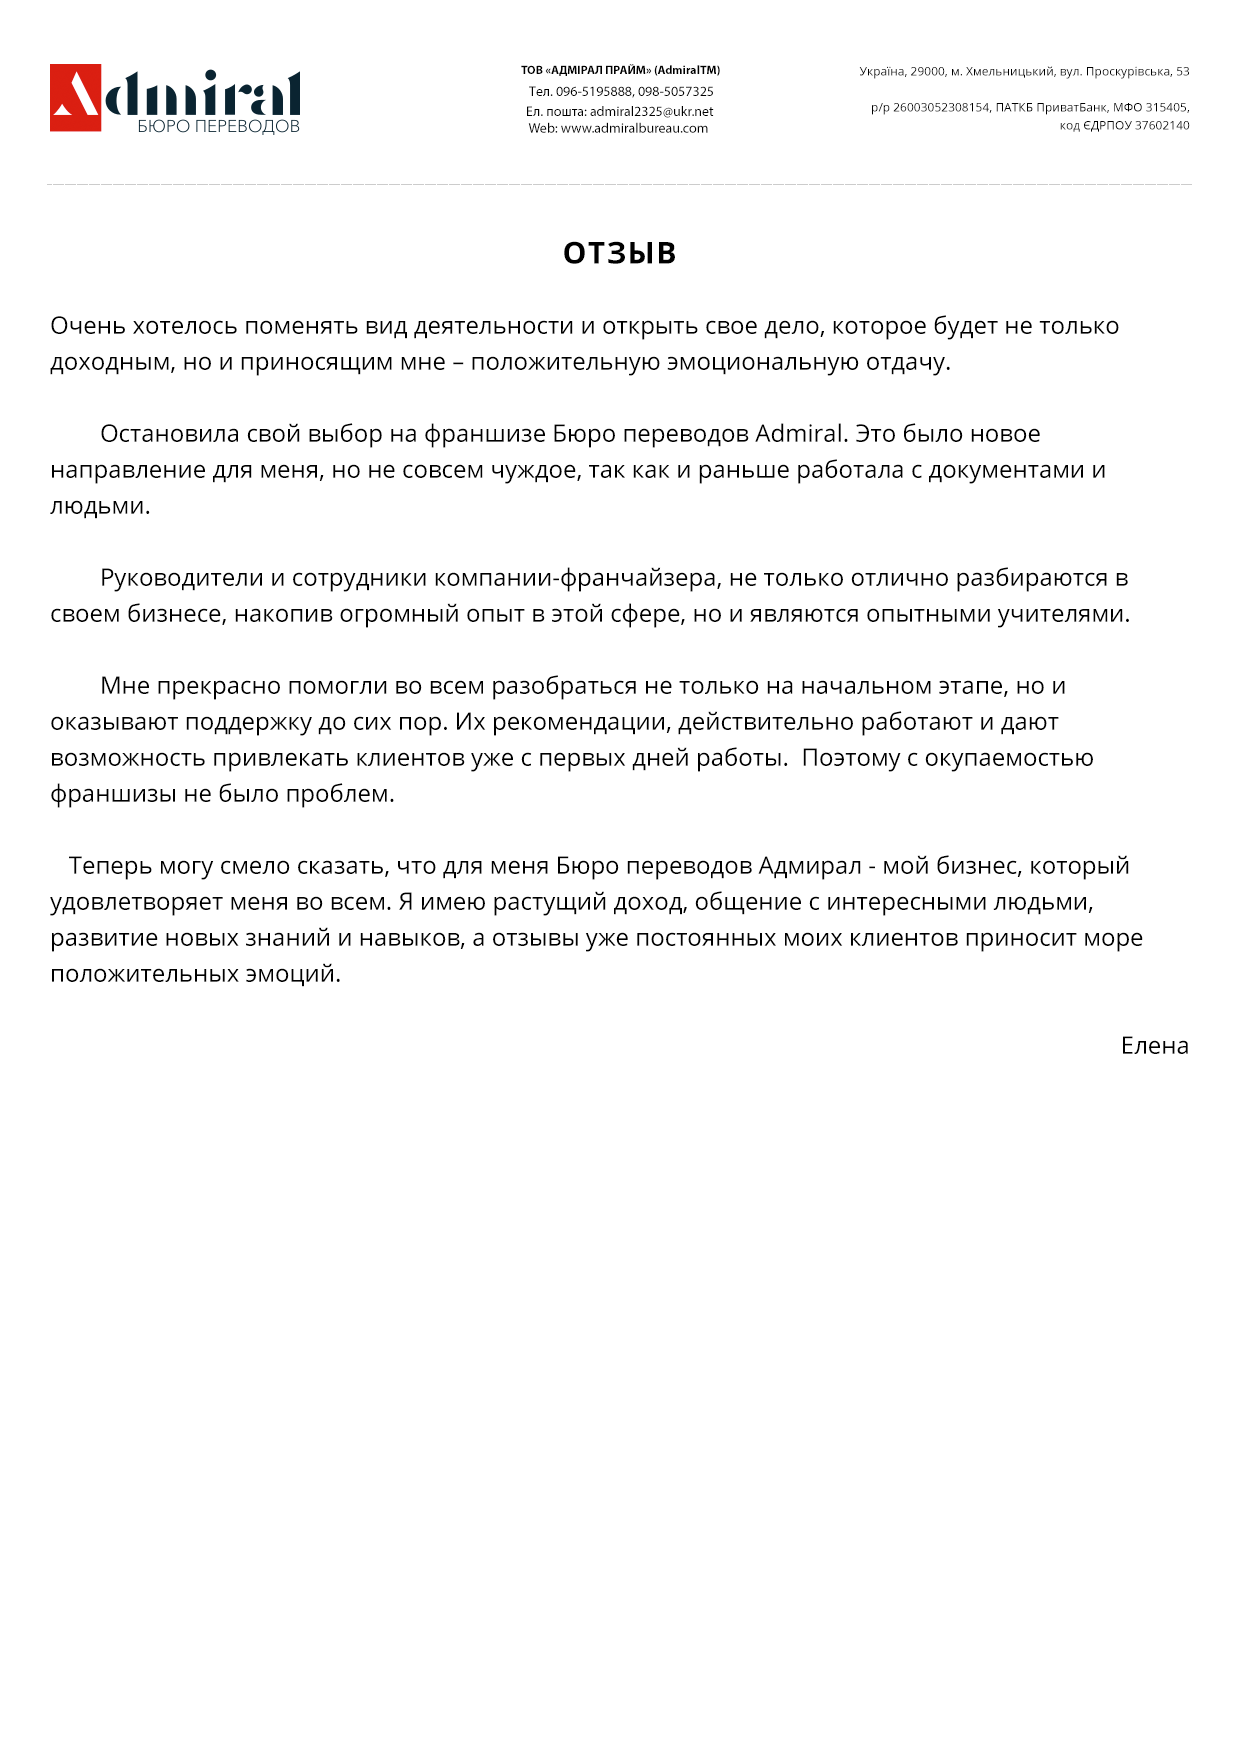 Admiral
БЮРО ПЕРЕВОДОВ
ТОВ «АДМІРАЛ ПРАЙМ» (AdmiralTM)
Тел. 096-5195888, 098-5057325
Ел. пошта: admiral2325@ukr.net
Web: www.admiralbureau.com
Україна, 29000, м. Хмельницький, вул. Проскурівська, 53
р/р 26003052308154, ПАТКБ ПриватБанк, МФО 315405,
код ЄДРПОУ 37602140
ОТЗЫВ
Очень хотелось поменять вид деятельности и открыть свое дело, которое будет не только
доходным, но и приносящим мне – положительную эмоциональную отдачу.
Остановила свой выбор на франшизе Бюро переводов Admiral. Это было новое
направление для меня, но не совсем чуждое, так как и раньше работала с документами и
людьми.
Руководители и сотрудники компании-франчайзера, не только отлично разбираются в
своем бизнесе, накопив огромный опыт в этой сфере, но и являются опытными учителями.
Мне прекрасно помогли во всем разобраться не только на начальном этапе, но и
оказывают поддержку до сих пор. Их рекомендации, действительно работают и дают
возможность привлекать клиентов уже с первых дней работы.  Поэтому с окупаемостью
франшизы не было проблем.
Теперь могу смело сказать, что для меня Бюро переводов Адмирал - мой бизнес, который
удовлетворяет меня во всем. Я имею растущий доход, общение с интересными людьми,
развитие новых знаний и навыков, а отзывы уже постоянных моих клиентов приносит море
положительных эмоций.
Елена